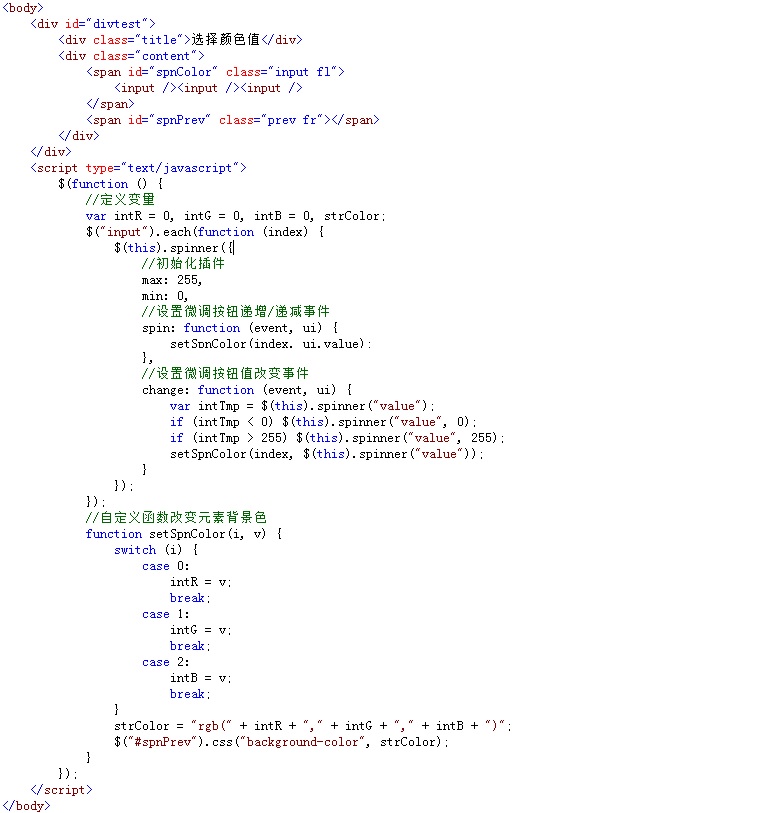 <body>
    <div id="divtest">
        <div class="title">选择颜色值</div>
        <div class="content">
            <span id="spnColor" class="input fl">
                <input /><input /><input />
            </span>
            <span id="spnPrev" class="prev fr"></span>
        </div>
    </div>
    <script type="text/javascript">
        $(function () {
            //定义变量
            var intR = 0, intG = 0, intB = 0, strColor;
            $("input").each(function (index) {
                $(this).spinner({
                    //初始化插件
                    max: 255,
                    min: 0,
                    //设置微调按钮递增/递减事件
                    spin: function (event, ui) {
                        setSpnColor(index. ui.value);
                    },
                    //设置微调按钮值改变事件
                    change: function (event, ui) {
                        var intTmp = $(this).spinner("value");
                        if (intTmp < 0) $(this).spinner("value", 0);
                        if (intTmp > 255) $(this).spinner("value", 255);
                        setSpnColor(index, $(this).spinner("value"));
                    }
                });
            });
            //自定义函数改变元素背景色
            function setSpnColor(i, v) {
                switch (i) {
                    case 0:
                        intR = v;
                        break;
                    case 1:
                        intG = v;
                        break;
                    case 2:
                        intB = v;
                        break;
                }
                strColor = "rgb(" + intR + "," + intG + "," + intB + ")";
                $("#spnPrev").css("background-color", strColor);
            }
        });
    </script>
</body>